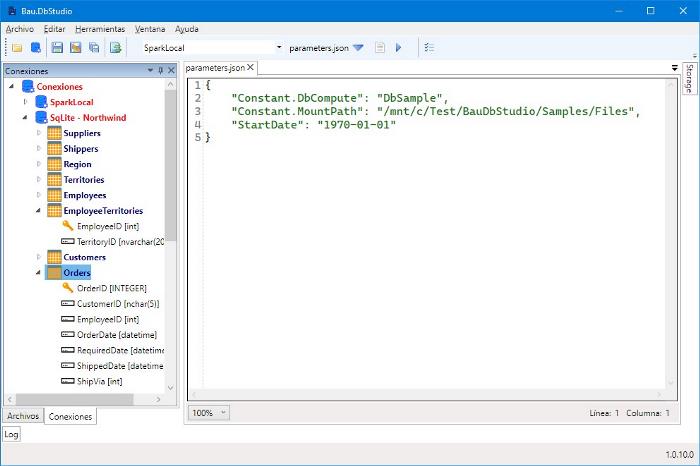 Bau.DbStudio
Archivo Editar Herramientas Ventana Ayuda
SparkLocal parameters.json
Conexiones
Conexiones
SparkLocal
SqLite - Northwind
Suppliers
Shippers
Region
Territories
Employees
EmployeeTerritories
EmployeeID [int]
TerritoryID [nvarchar(20
Customers
Orders
OrderID [INTEGER]
CustomerID [nchar(5)]
EmployeeID [int]
OrderDate [datetime]
RequiredDate [datetime
ShippedDate [datetime
ShipVia [int]
Archivos Conexiones
parameters.json
1 {
2 "Constant.DbCompute": "DbSample",
3 "Constant.MountPath": "/mnt/c/Test/BauDbStudio/Samples/Files",
4 "StartDate": "1970-01-01"
5 }
100% Línea: 1 Columna: 1
Storage
Log
1.0.10.0